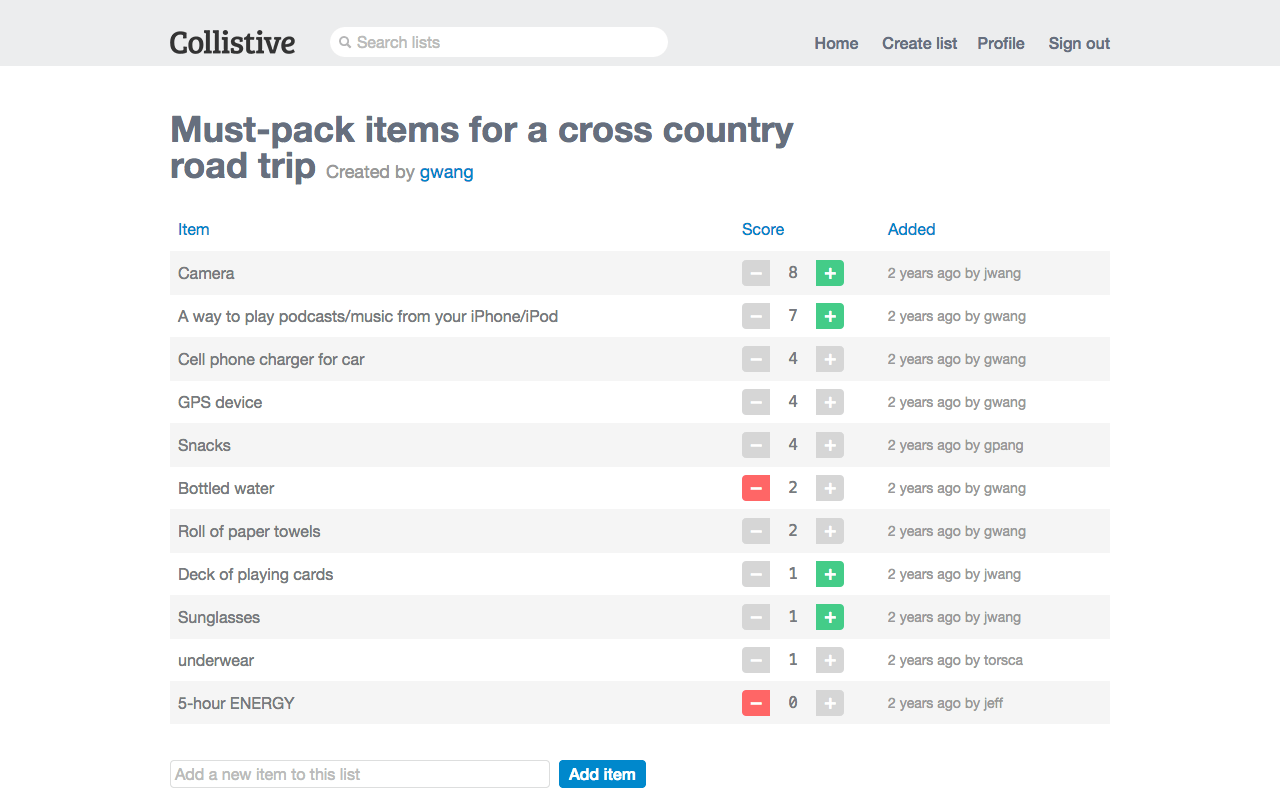 Collistive
Search lists
Home Create list Profile Sign out
Must-pack items for a cross country
road trip Created by gwang
Item Score Added
Camera − 8 + 2 years ago by jwang
A way to play podcasts/music from your iPhone/iPod − 7 + 2 years ago by gwang
Cell phone charger for car − 4 + 2 years ago by gwang
GPS device − 4 + 2 years ago by gwang
Snacks − 4 + 2 years ago by gpang
Bottled water − 2 + 2 years ago by gwang
Roll of paper towels − 2 + 2 years ago by gwang
Deck of playing cards − 1 + 2 years ago by jwang
Sunglasses − 1 + 2 years ago by jwang
underwear − 1 + 2 years ago by torsca
5-hour ENERGY − 0 + 2 years ago by jeff
Add a new item to this list Add item